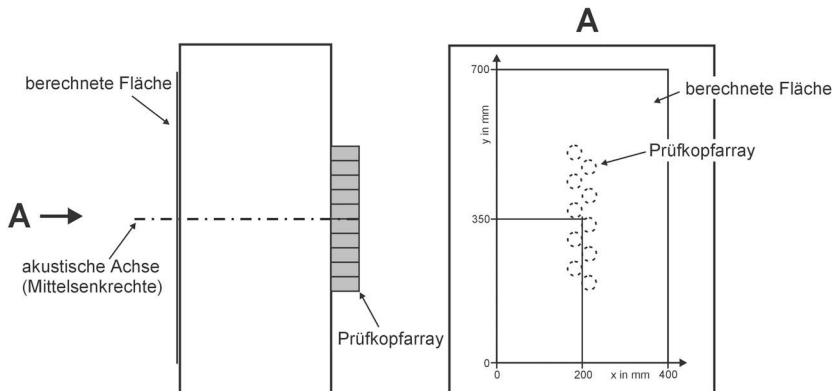 berechnete Fläche
A
akustische Achse
(Mittelsenkrechte)
Prüfkopfarray
A
700
y in mm
berechnete Fläche
Prüfkopfarray
350
0
0
200
x in mm
400